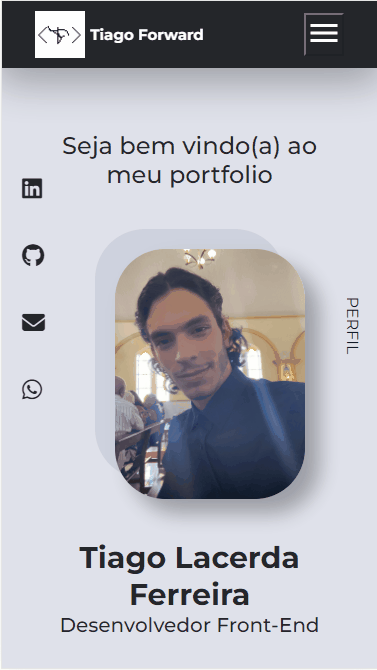 Tiago Forward
Seja bem vindo(a) ao
meu portfolio
PERFIL
Tiago Lacerda
Ferreira
Desenvolvedor Front-End